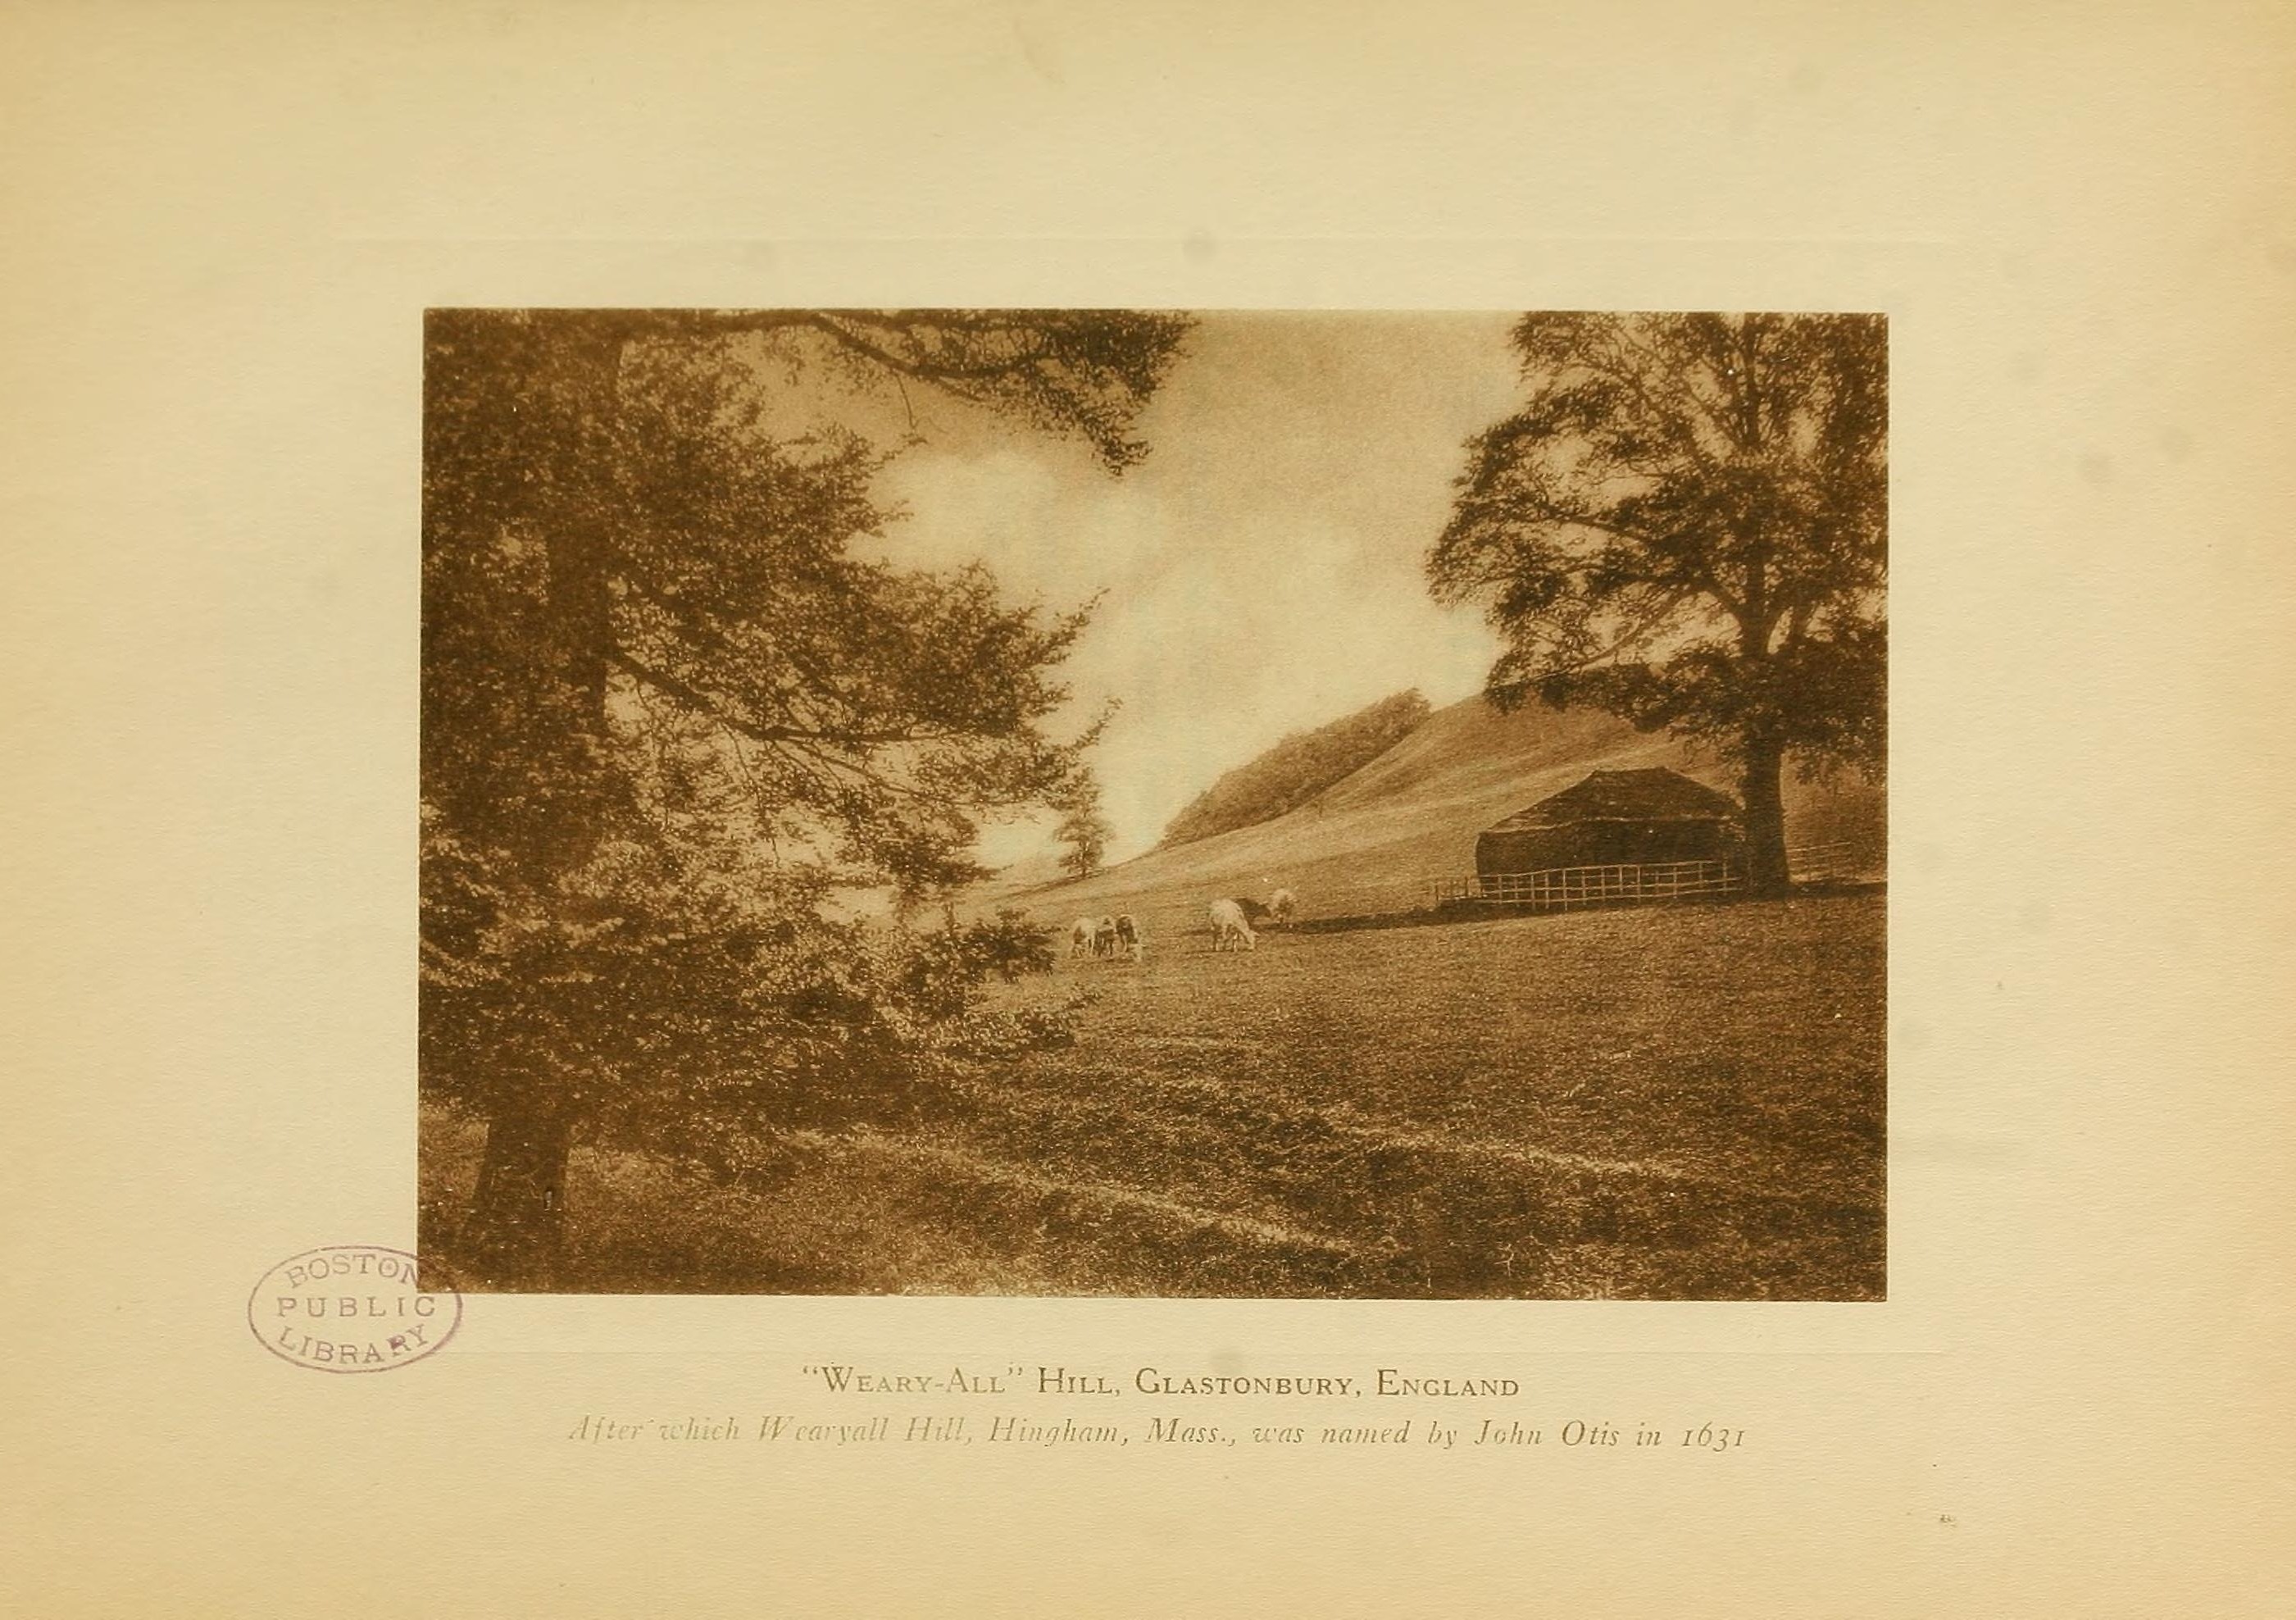 BOSTON
PUBLIC
LIBRARY
“WEARY-ALL” HILL, GLASTONBURY, ENGLAND
After which Wearyall Hill, Hingham, Mass., was named by John Otis in 1631